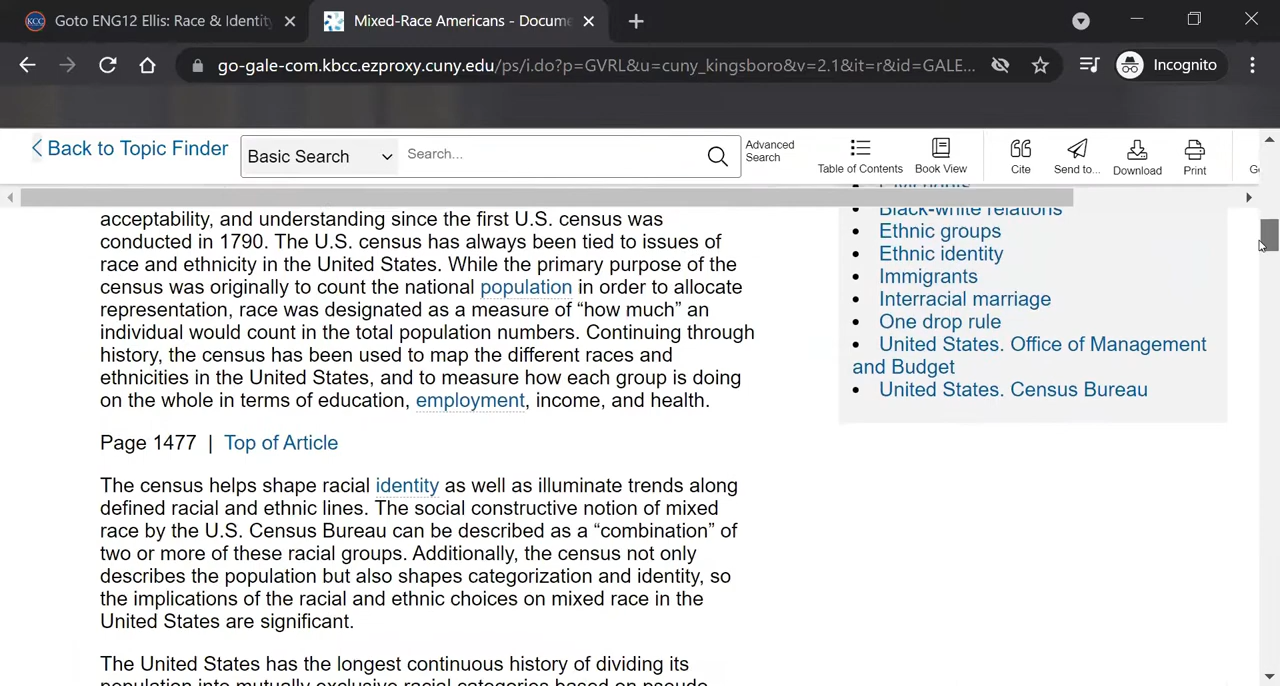 Goto ENG12 Ellis: Race & Identity
Mixed-Race Americans - Docume
go-gale-com.kbcc.ezproxy.cuny.edu/ps/i.do?p=GVRL&u=cuny_kingsboro&v=2.1&it=r&id=GALE...
Incognito
Back to Topic Finder
Basic Search
Search...
Advanced
Search
Table of Contents
Book View
Cite
Send to...
Download
Print
acceptability, and understanding since the first U.S. census was
conducted in 1790. The U.S. census has always been tied to issues of
race and ethnicity in the United States. While the primary purpose of the
census was originally to count the national population in order to allocate
representation, race was designated as a measure of “how much” an
individual would count in the total population numbers. Continuing through
history, the census has been used to map the different races and
ethnicities in the United States, and to measure how each group is doing
on the whole in terms of education, employment, income, and health.
Page 1477 | Top of Article
The census helps shape racial identity as well as illuminate trends along
defined racial and ethnic lines. The social constructive notion of mixed
race by the U.S. Census Bureau can be described as a “combination” of
two or more of these racial groups. Additionally, the census not only
describes the population but also shapes categorization and identity, so
the implications of the racial and ethnic choices on mixed race in the
United States are significant.
The United States has the longest continuous history of dividing its
population into mutually exclusive racial categories based on pseudo
Black-white relations
Ethnic groups
Ethnic identity
Immigrants
Interracial marriage
One drop rule
United States. Office of Management
and Budget
United States. Census Bureau